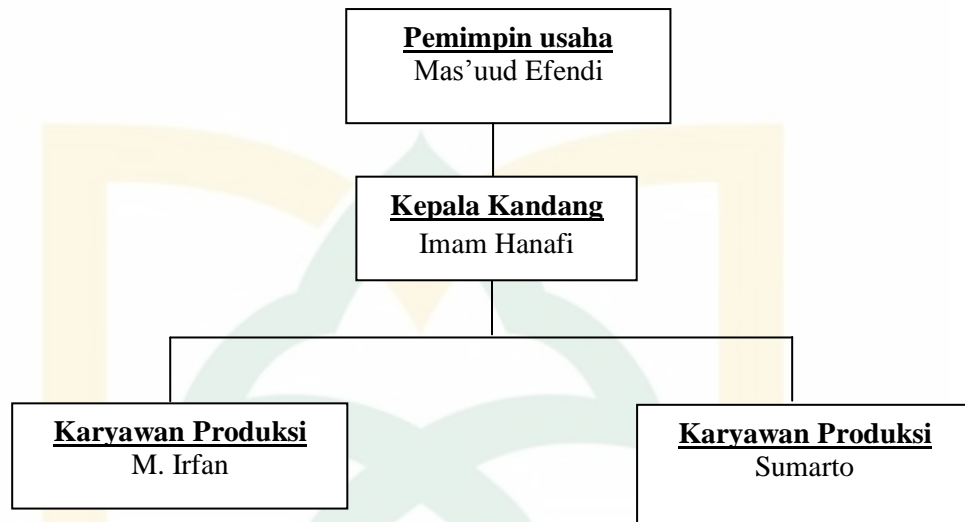 Pemimpin usaha
Mas’uud Efendi
Kepala Kandang
Imam Hanafi
Karyawan Produksi
M. Irfan
Karyawan Produksi
Sumarto